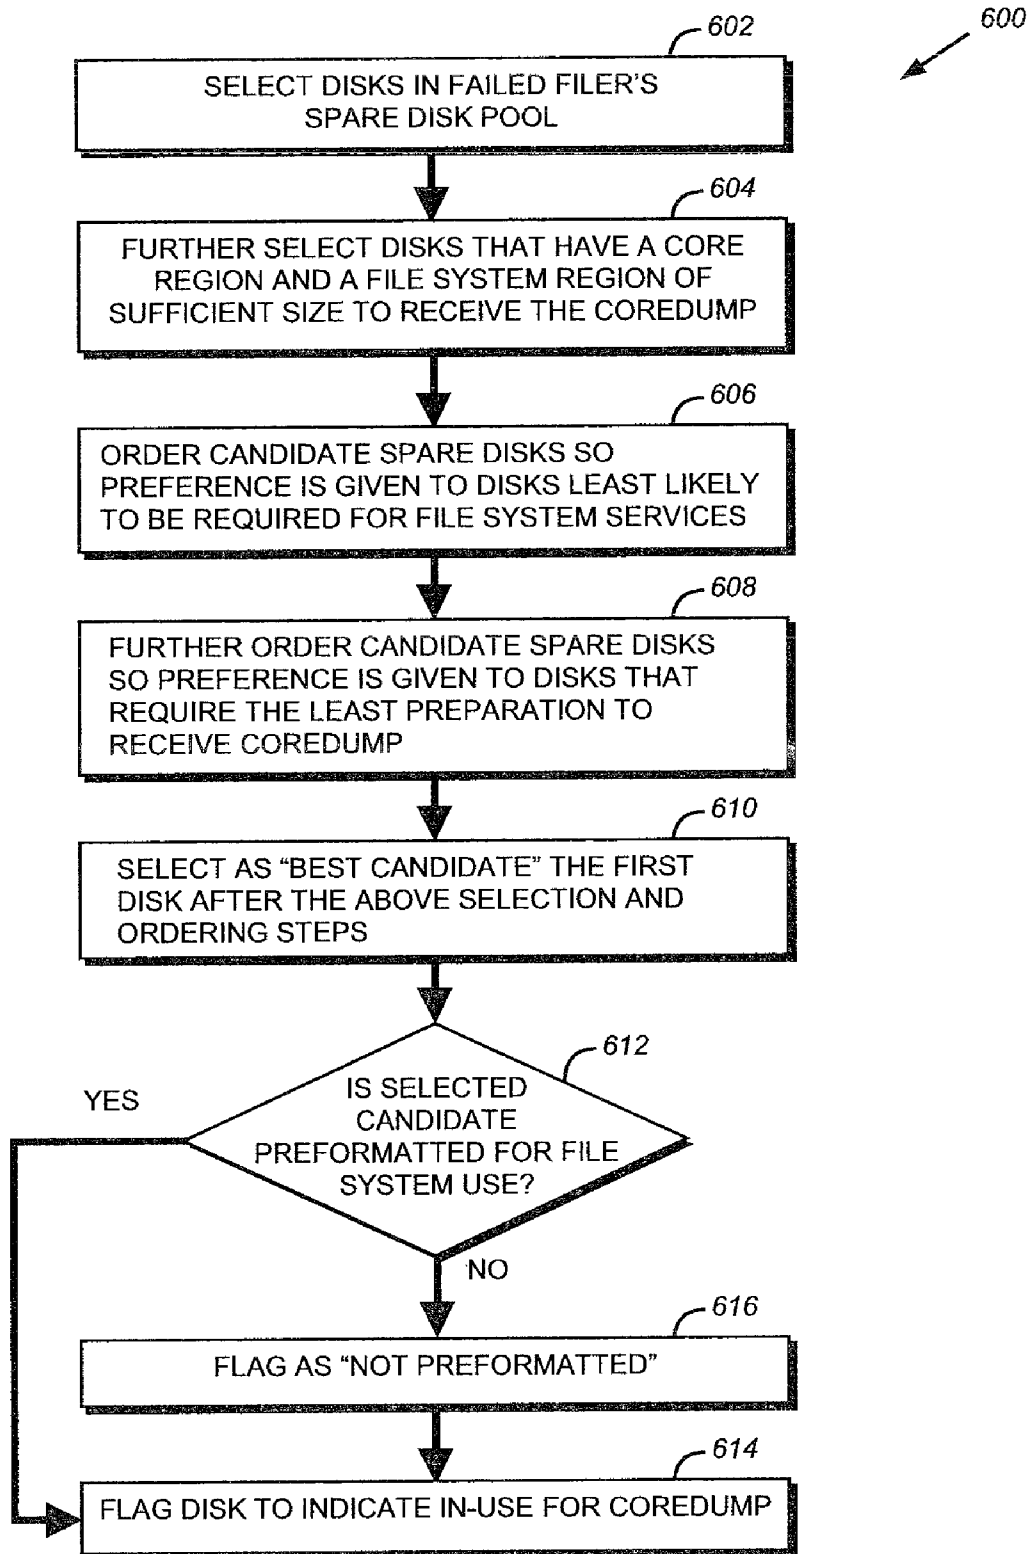 600
602
SELECT DISKS IN FAILED FILER'S
SPARE DISK POOL
604
FURTHER SELECT DISKS THAT HAVE A CORE
REGION AND A FILE SYSTEM REGION OF
SUFFICIENT SIZE TO RECEIVE THE COREDUMP
606
ORDER CANDIDATE SPARE DISKS SO
PREFERENCE IS GIVEN TO DISKS LEAST LIKELY
TO BE REQUIRED FOR FILE SYSTEM SERVICES
608
FURTHER ORDER CANDIDATE SPARE DISKS
SO PREFERENCE IS GIVEN TO DISKS THAT
REQUIRE THE LEAST PREPARATION TO
RECEIVE COREDUMP
610
SELECT AS “BEST CANDIDATE” THE FIRST
DISK AFTER THE ABOVE SELECTION AND
ORDERING STEPS
612
IS SELECTED
CANDIDATE
PREFORMATTED FOR FILE
SYSTEM USE?
YES
NO
616
FLAG AS “NOT PREFORMATTED”
614
FLAG DISK TO INDICATE IN-USE FOR COREDUMP